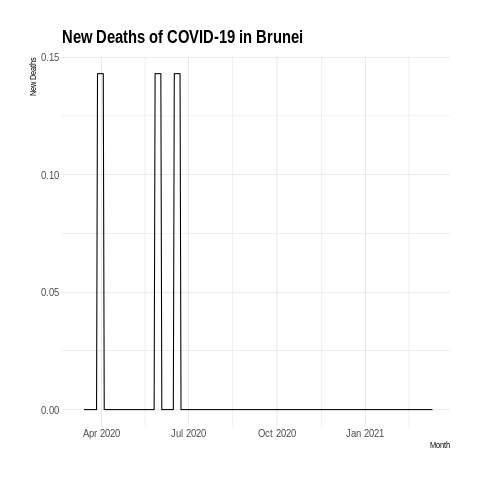 New Deaths of COVID-19 in Brunei
0.15
New Deaths
0.10
0.05
0.00
Apr 2020
Jul 2020
Oct 2020
Jan 2021
Month